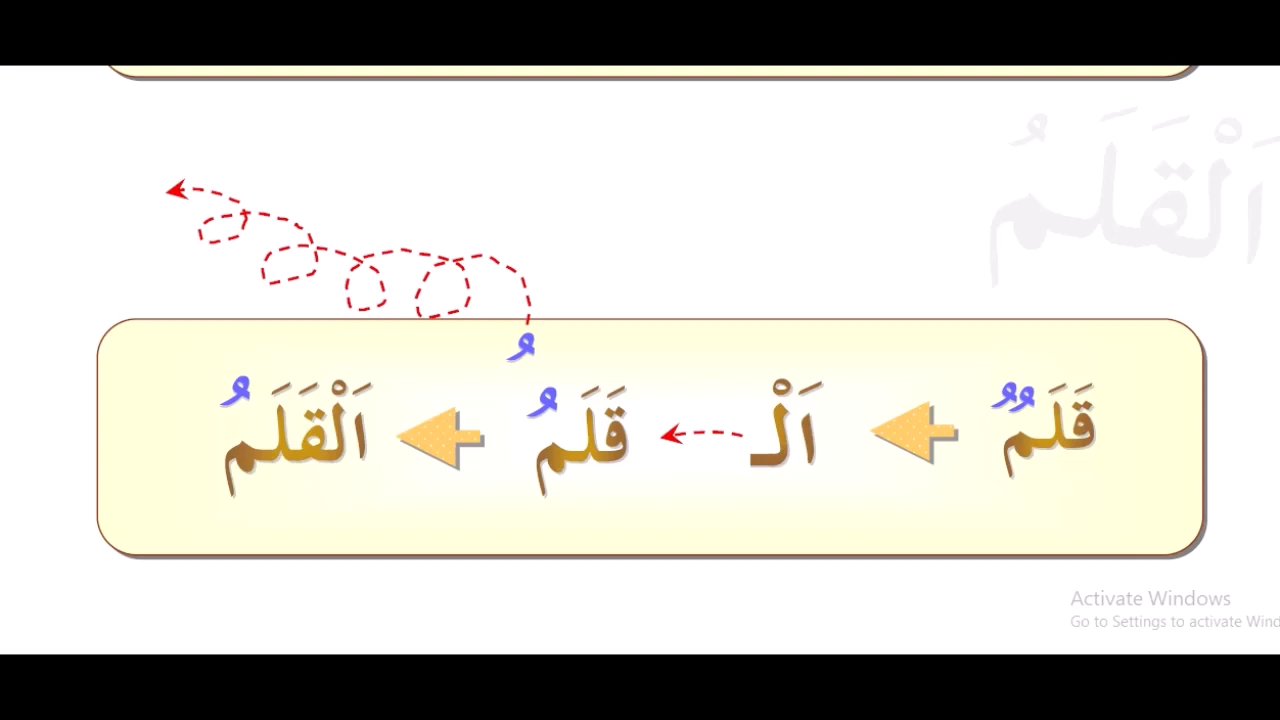 اَلْقَلَمُ
قَلَمٌ اَلْـ قَلَمُ اَلْقَلَمُ
Activate Windows
Go to Settings to activate Wind